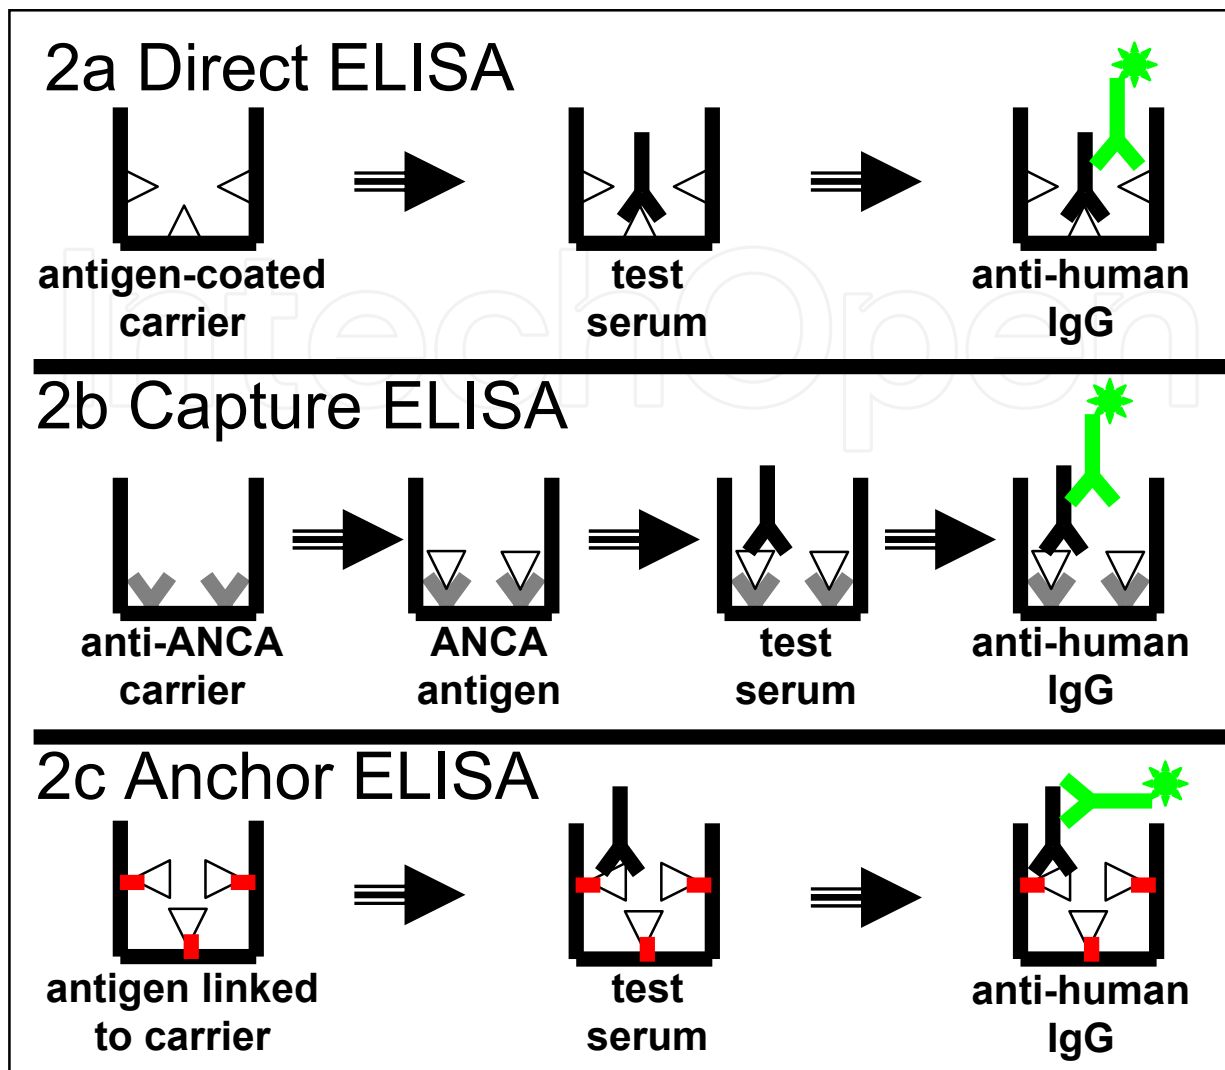 2a Direct ELISA
antigen-coated
carrier
test
serum
anti-human
IgG
IntechOpen
2b Capture ELISA
anti-ANCA
carrier
ANCA
antigen
test
serum
anti-human
IgG
2c Anchor ELISA
antigen linked
to carrier
test
serum
anti-human
IgG